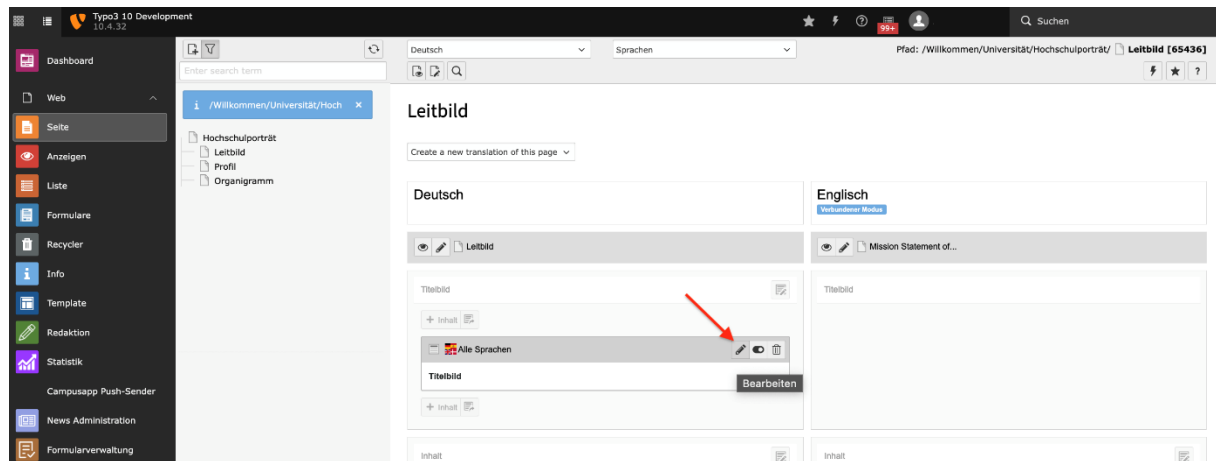 Typo3 10 Development
10.4.32
99+
Suchen
Dashboard
Web
Seite
Anzeigen
Liste
Formulare
Recycler
Info
Template
Redaktion
Statistik
Campusapp Push-Sender
News Administration
Formularverwaltung
Enter search term
/Willkommen/Universität/Hoch
Hochschulporträt
Leitbild
Profil
Organigramm
Deutsch
Sprachen
Pfad: /Willkommen/Universität/Hochschulporträt/ Leitbild [65436]
Leitbild
Create a new translation of this page
Deutsch
Englisch
Verbundener Modus
Leitbild
Mission Statement of...
Titelbild
Titelbild
+ Inhalt
Alle Sprachen
Titelbild
Bearbeiten
+ Inhalt
Inhalt
Inhalt